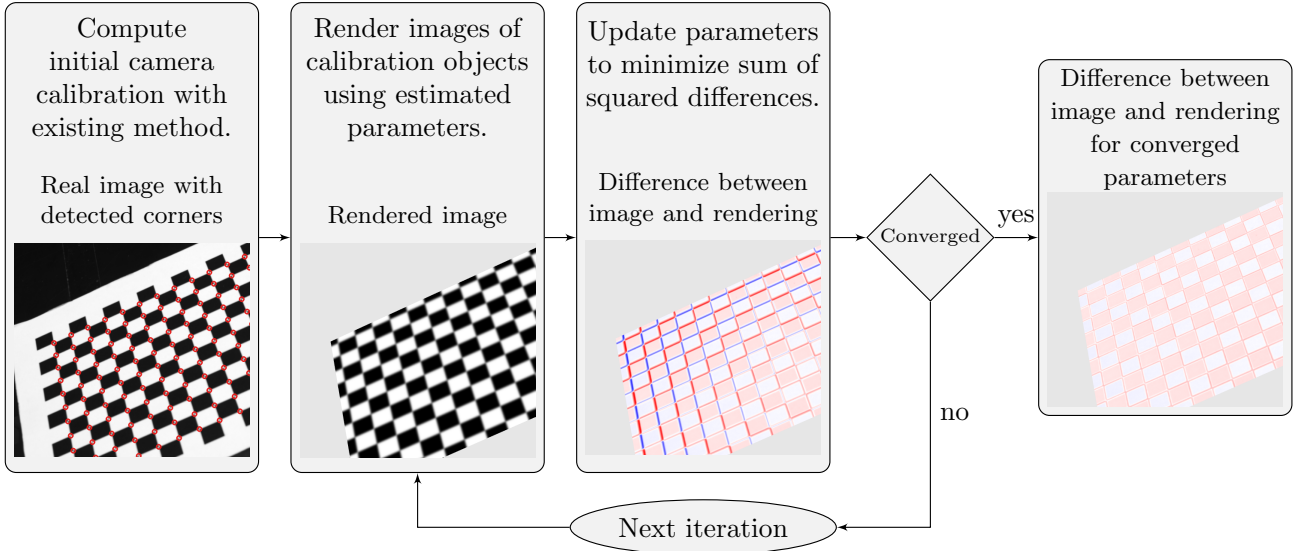 Compute
initial camera
calibration with
existing method.
Real image with
detected corners
Render images of
calibration objects
using estimated
parameters.
Rendered image
Update parameters
to minimize sum of
squared differences.
Difference between
image and rendering
Converged
yes
no
Difference between
image and rendering
for converged
parameters
Next iteration